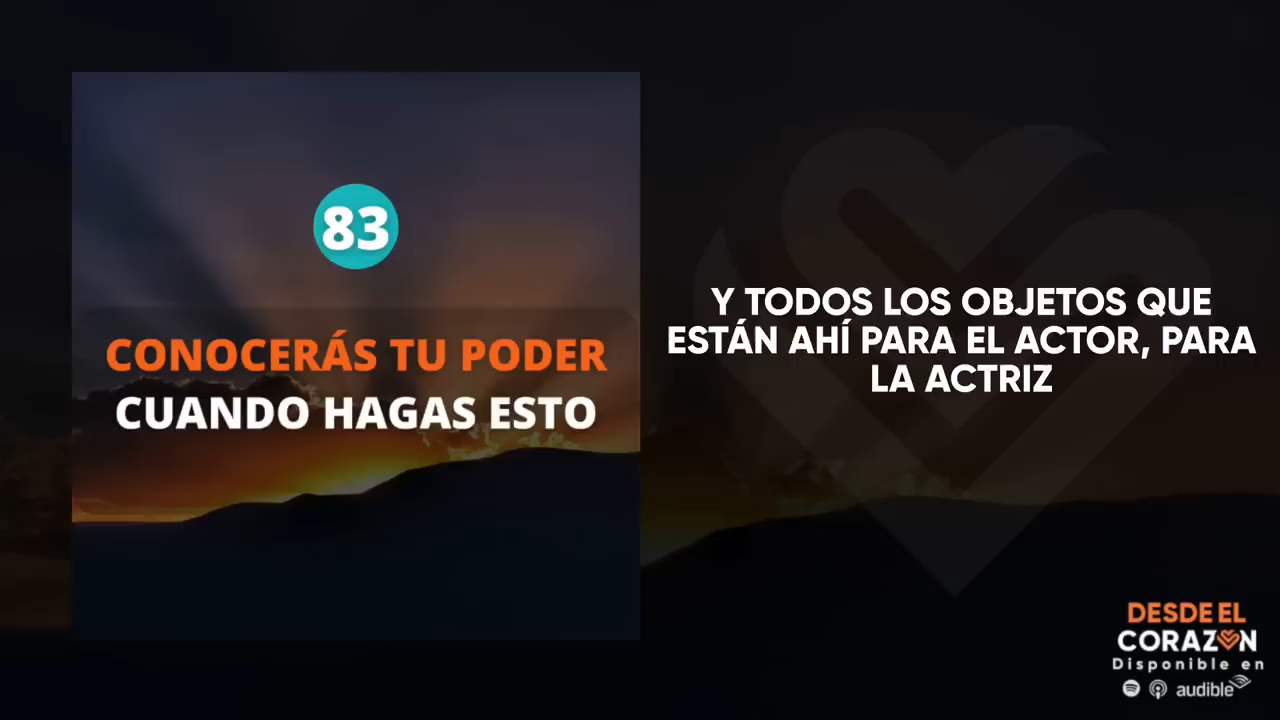 83
CONOCERÁS TU PODER
CUANDO HAGAS ESTO
Y TODOS LOS OBJETOS QUE
ESTÁN AHÍ PARA EL ACTOR, PARA
LA ACTRIZ
DESDE EL
CORAZON
Disponible en
audible